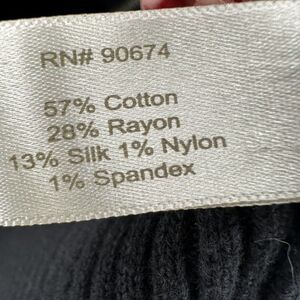 RN# 90674
57% Cotton
28% Rayon
13% Silk 1% Nylon
1% Spandex